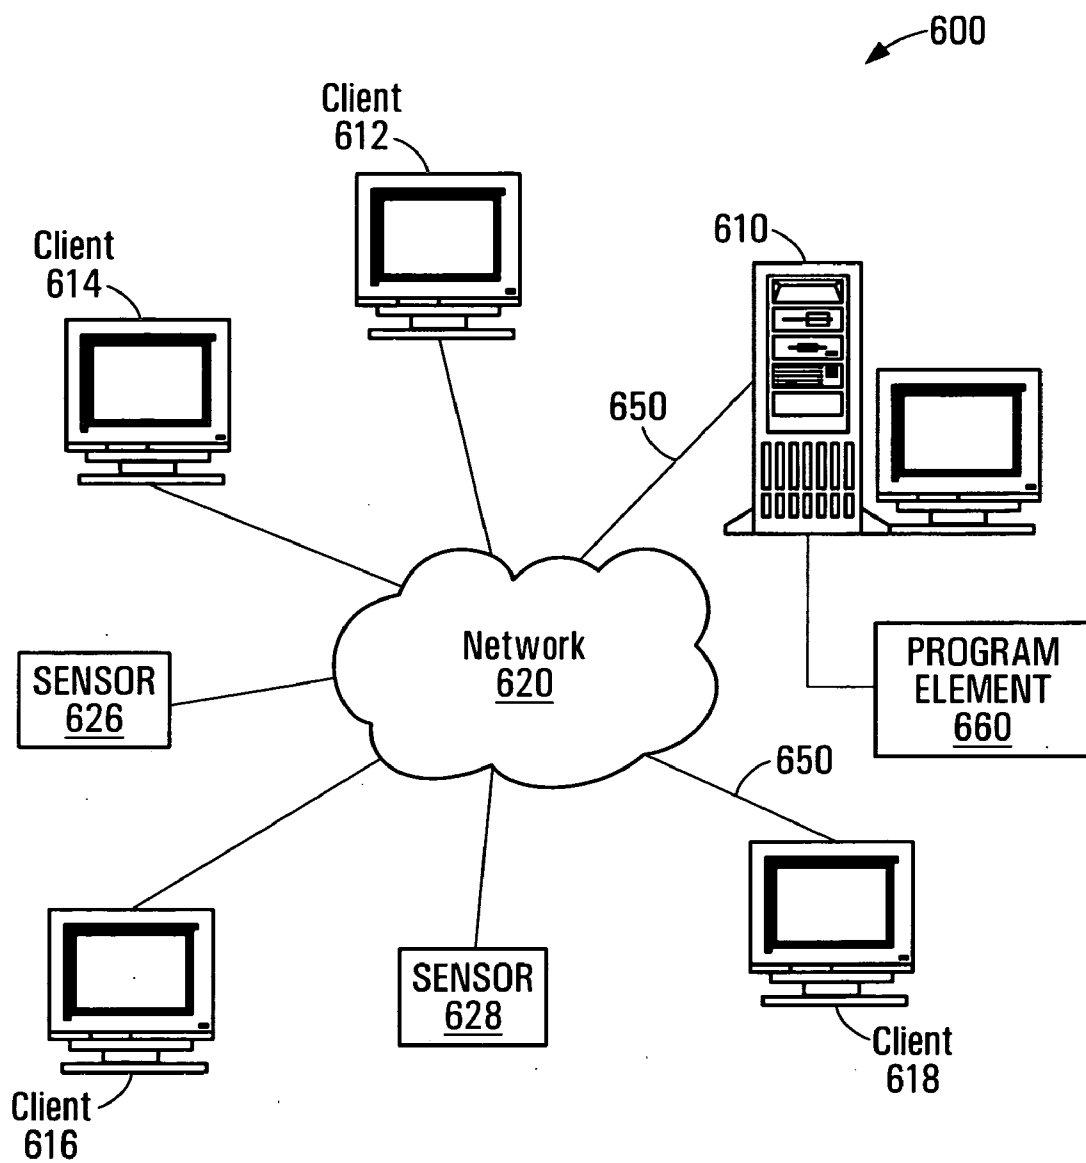 600
Client
612
Client
614
610
650
Network
620
SENSOR
626
PROGRAM
ELEMENT
660
650
SENSOR
628
Client
618
Client
616